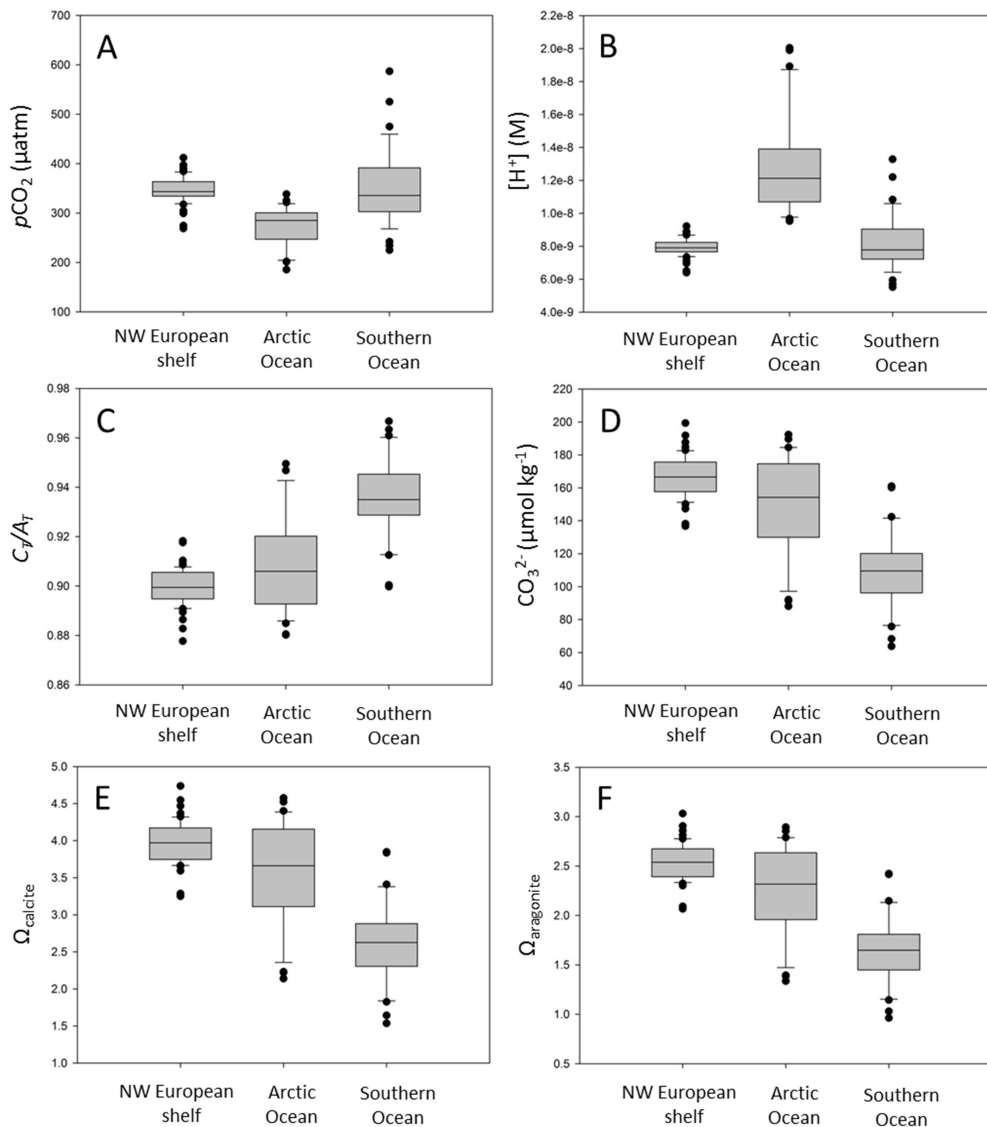 A
pCO₂ (µatm)
700
600
500
400
300
200
100
NW European
shelf
Arctic
Ocean
Southern
Ocean
B
[H⁺] (M)
2.2e-8
2.0e-8
1.8e-8
1.6e-8
1.4e-8
1.2e-8
1.0e-8
8.0e-9
6.0e-9
4.0e-9
NW European
shelf
Arctic
Ocean
Southern
Ocean
C
C_T/A_T
0.98
0.96
0.94
0.92
0.90
0.88
0.86
NW European
shelf
Arctic
Ocean
Southern
Ocean
D
CO₃²⁻ (µmol kg⁻¹)
220
200
180
160
140
120
100
80
60
40
NW European
shelf
Arctic
Ocean
Southern
Ocean
E
Ωcalcite
5.0
4.5
4.0
3.5
3.0
2.5
2.0
1.5
1.0
NW European
shelf
Arctic
Ocean
Southern
Ocean
F
Ωaragonite
3.5
3.0
2.5
2.0
1.5
1.0
0.5
NW European
shelf
Arctic
Ocean
Southern
Ocean